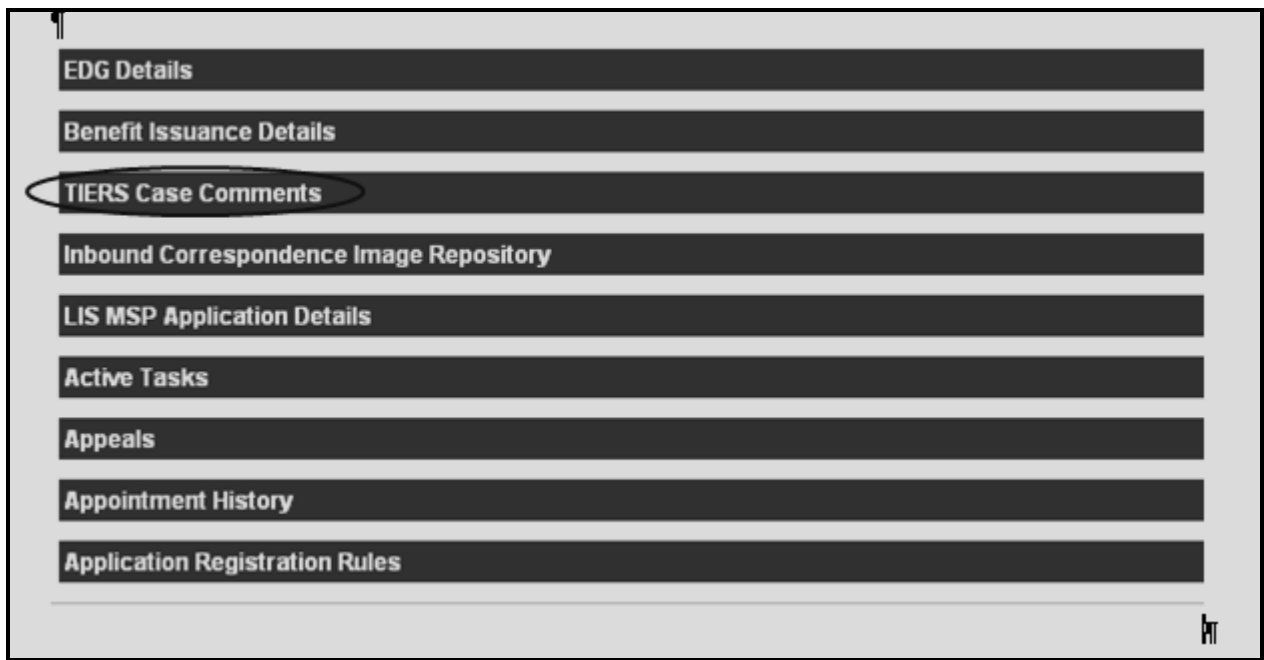 ¶
EDG Details
Benefit Issuance Details
TIERS Case Comments
Inbound Correspondence Image Repository
LIS MSP Application Details
Active Tasks
Appeals
Appointment History
Application Registration Rules
¶